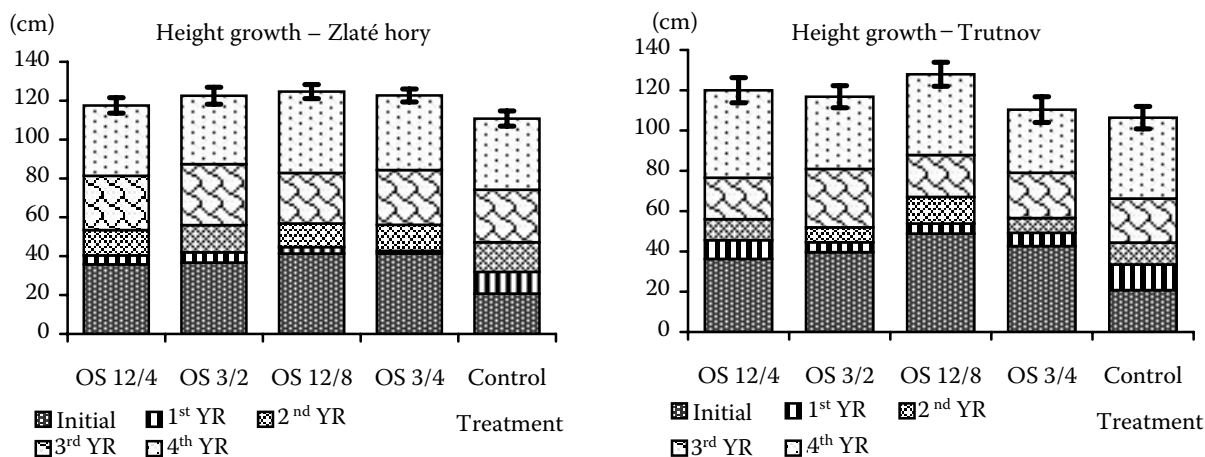 (cm)
Height growth – Zlaté hory
140
120
100
80
60
40
20
0
OS 12/4 OS 3/2 OS 12/8 OS 3/4 Control
Initial 1st YR 2nd YR
Treatment
3rd YR 4th YR
(cm)
Height growth – Trutnov
140
120
100
80
60
40
20
0
OS 12/4 OS 3/2 OS 12/8 OS 3/4 Control
Initial 1st YR 2nd YR
Treatment
3rd YR 4th YR